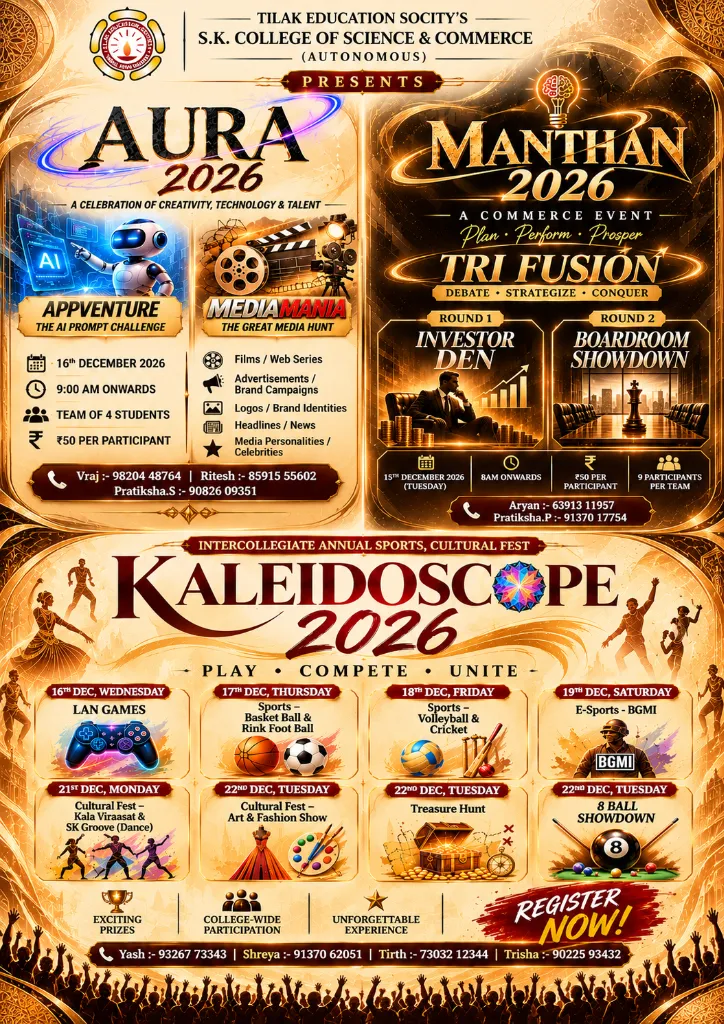 TILAK EDUCATION SOCITY'S
S.K. COLLEGE OF SCIENCE & COMMERCE
(AUTONOMOUS)
PRESENTS
AURA
2026
A CELEBRATION OF CREATIVITY, TECHNOLOGY & TALENT
AI
APPVENTURE
THE AI PROMPT CHALLENGE
16th DECEMBER 2026
9:00 AM ONWARDS
TEAM OF 4 STUDENTS
₹50 PER PARTICIPANT
MEDIAMANIA
THE GREAT MEDIA HUNT
Films / Web Series
Advertisements /
Brand Campaigns
Logos / Brand Identities
Headlines / News
Media Personalities /
Celebrities
Vraj :- 98204 48764 | Ritesh :- 85915 55602
Pratiksha.S :- 90826 09351
MANTHAN
2026
A COMMERCE EVENT
Plan • Perform • Prosper
TRI FUSION
DEBATE • STRATEGIZE • CONQUER
ROUND 1
INVESTOR
DEN
ROUND 2
BOARDROOM
SHOWDOWN
15TH DECEMBER 2026
(TUESDAY)
8AM ONWARDS
₹50 PER
PARTICIPANT
9 PARTICIPANTS
PER TEAM
Aryan :- 63913 11957
Pratiksha.P :- 91370 17754
INTERCOLLEGIATE ANNUAL SPORTS, CULTURAL FEST
KALEIDOSCOPE
2026
PLAY • COMPETE • UNITE
16TH DEC, WEDNESDAY
LAN GAMES
17TH DEC, THURSDAY
Sports –
Basket Ball &
Rink Foot Ball
18TH DEC, FRIDAY
Sports –
Volleyball &
Cricket
19TH DEC, SATURDAY
E-Sports - BGMI
BGMI
21ST DEC, MONDAY
Cultural Fest –
Kala Viraasat &
SK Groove (Dance)
22ND DEC, TUESDAY
Cultural Fest –
Art & Fashion Show
22ND DEC, TUESDAY
Treasure Hunt
22ND DEC, TUESDAY
8 BALL
SHOWDOWN
8
EXCITING
PRIZES
COLLEGE-WIDE
PARTICIPATION
UNFORGETTABLE
EXPERIENCE
REGISTER
NOW!
Yash :- 93267 73343 | Shreya :- 91370 62051 | Tirth :- 73032 12344 | Trisha :- 90225 93432